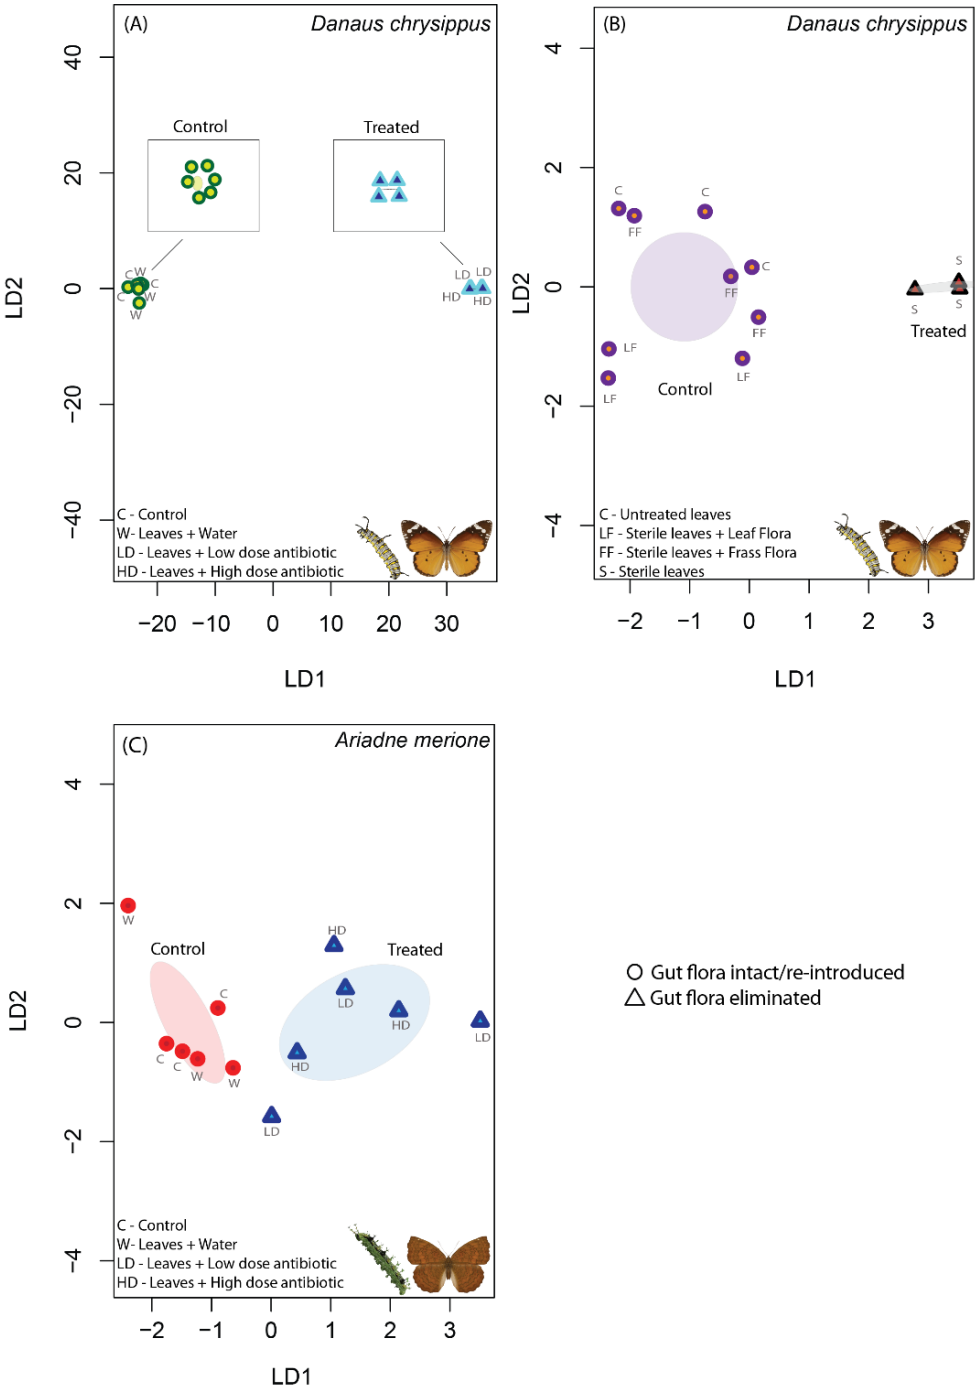 (A) Danaus chrysippus
40
20
0
−20
−40
LD2
Control
Treated
W
C
C
C
W
W
LD LD
HD HD
C - Control
W- Leaves + Water
LD - Leaves + Low dose antibiotic
HD - Leaves + High dose antibiotic
−20 −10 0 10 20 30
LD1
(B) Danaus chrysippus
4
2
0
−2
−4
LD2
C
FF
C
C
FF
FF
LF
LF
LF
Control
S
S
S
Treated
C - Untreated leaves
LF - Sterile leaves + Leaf Flora
FF - Sterile leaves + Frass Flora
S - Sterile leaves
−2 −1 0 1 2 3
LD1
(C) Ariadne merione
4
2
0
−2
−4
LD2
W
Control
C
C
C
W
W
HD
Treated
LD
HD
LD
HD
LD
C - Control
W- Leaves + Water
LD - Leaves + Low dose antibiotic
HD - Leaves + High dose antibiotic
−2 −1 0 1 2 3
LD1
Gut flora intact/re-introduced
Gut flora eliminated